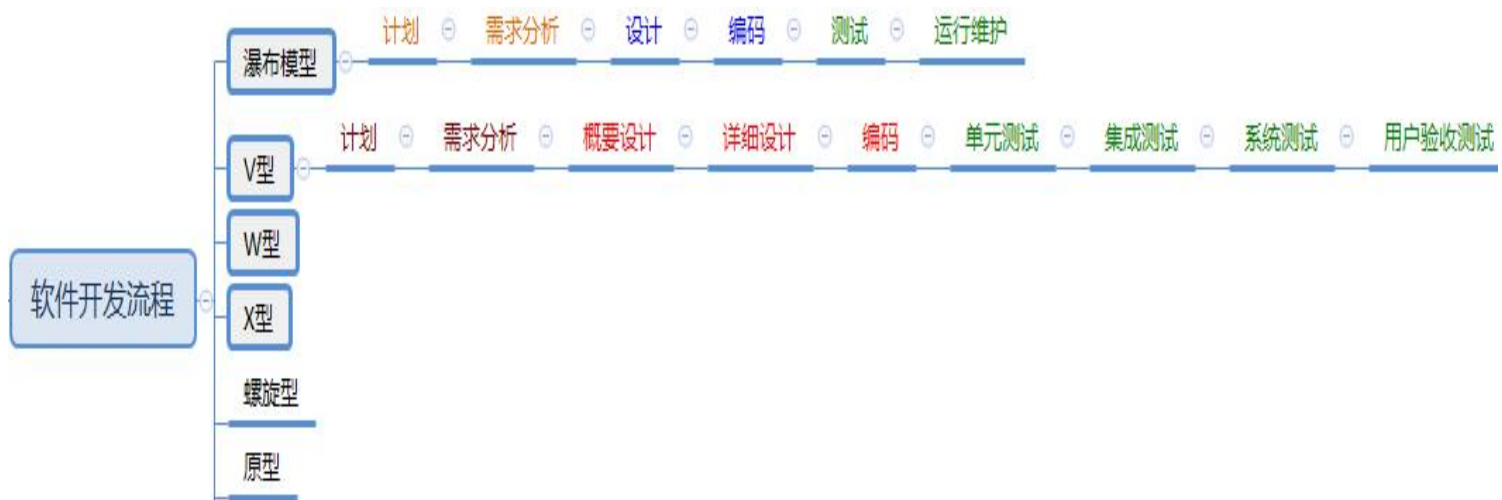 计划 需求分析 设计 编码 测试 运行维护
瀑布模型
计划 需求分析 概要设计 详细设计 编码 单元测试 集成测试 系统测试 用户验收测试
V型
W型
软件开发流程
X型
螺旋型
原型